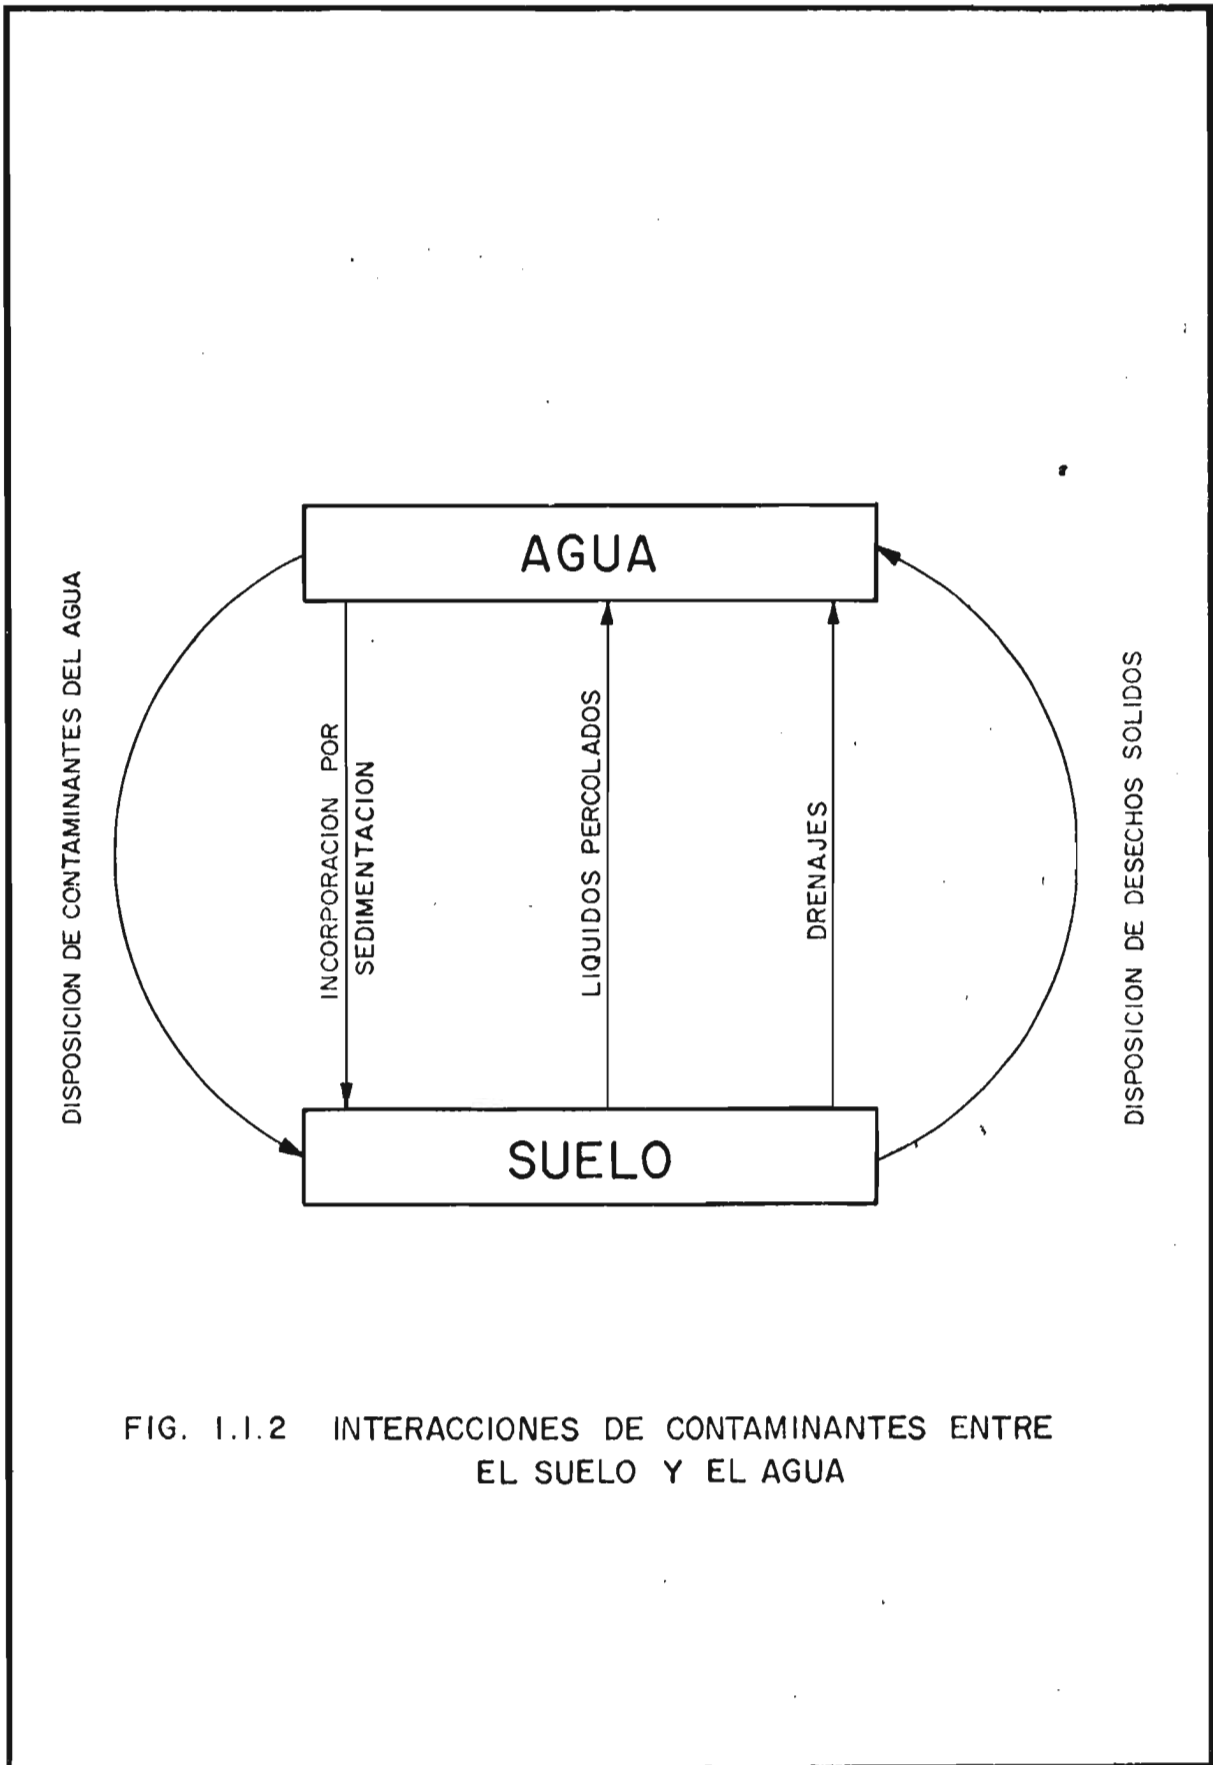 AGUA
DISPOSICION DE CONTAMINANTES DEL AGUA
INCORPORACION POR
SEDIMENTACION
LIQUIDOS PERCOLADOS
DRENAJES
DISPOSICION DE DESECHOS SOLIDOS
SUELO
FIG. 1.1.2 INTERACCIONES DE CONTAMINANTES ENTRE
EL SUELO Y EL AGUA